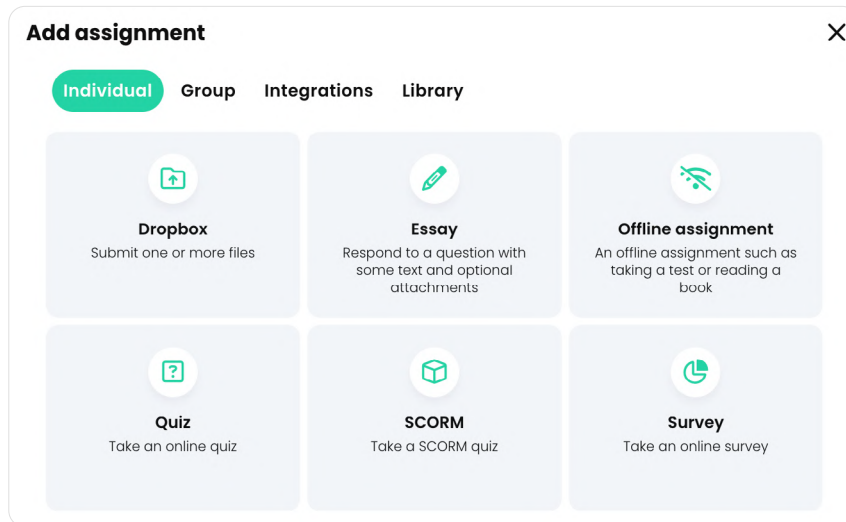 Add assignment
Individual Group Integrations Library
Dropbox
Submit one or more files
Essay
Respond to a question with
some text and optional
attachments
Offline assignment
An offline assignment such as
taking a test or reading a
book
Quiz
Take an online quiz
SCORM
Take a SCORM quiz
Survey
Take an online survey